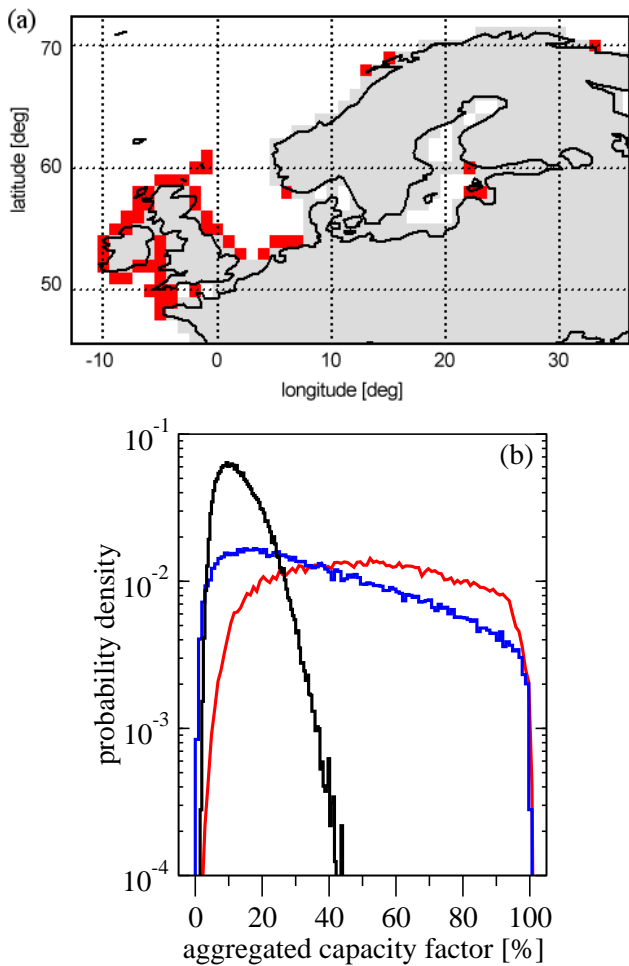 (a)
70
60
50
latitude [deg]
-10 0 10 20 30
longitude [deg]
(b)
10-1
10-2
10-3
10-4
probability density
0 20 40 60 80 100
aggregated capacity factor [%]